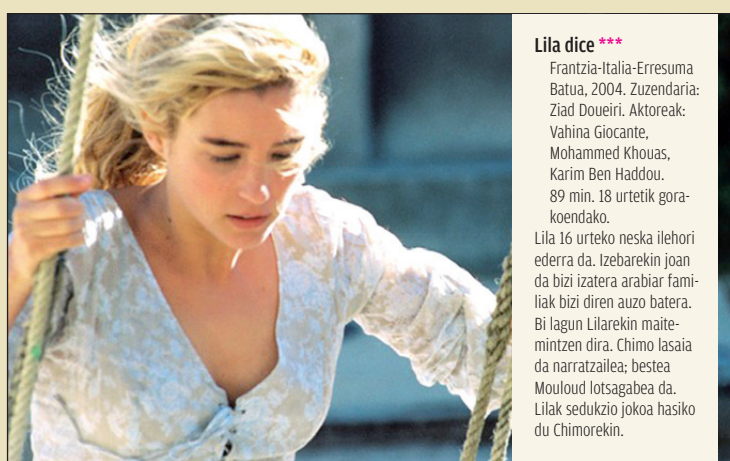 Lila dice ***
Frantzia-Italia-Erresuma
Batua, 2004. Zuzendaria:
Ziad Doueiri. Aktoreak:
Vahina Giocante,
Mohammed Khouas,
Karim Ben Haddou.
89 min. 18 urtetik gora-
koendako.
Lila 16 urteko neska ilehori
ederra da. Izebarekin joan
da bizi izatera arabiar fami-
liak bizi diren auzo batera.
Bi lagun Lilarekin maite-
mintzen dira. Chimo lasaia
da narratzailea; bestea
Mouloud lotsagabea da.
Lilak sedukzio jokoa hasiko
du Chimorekin.